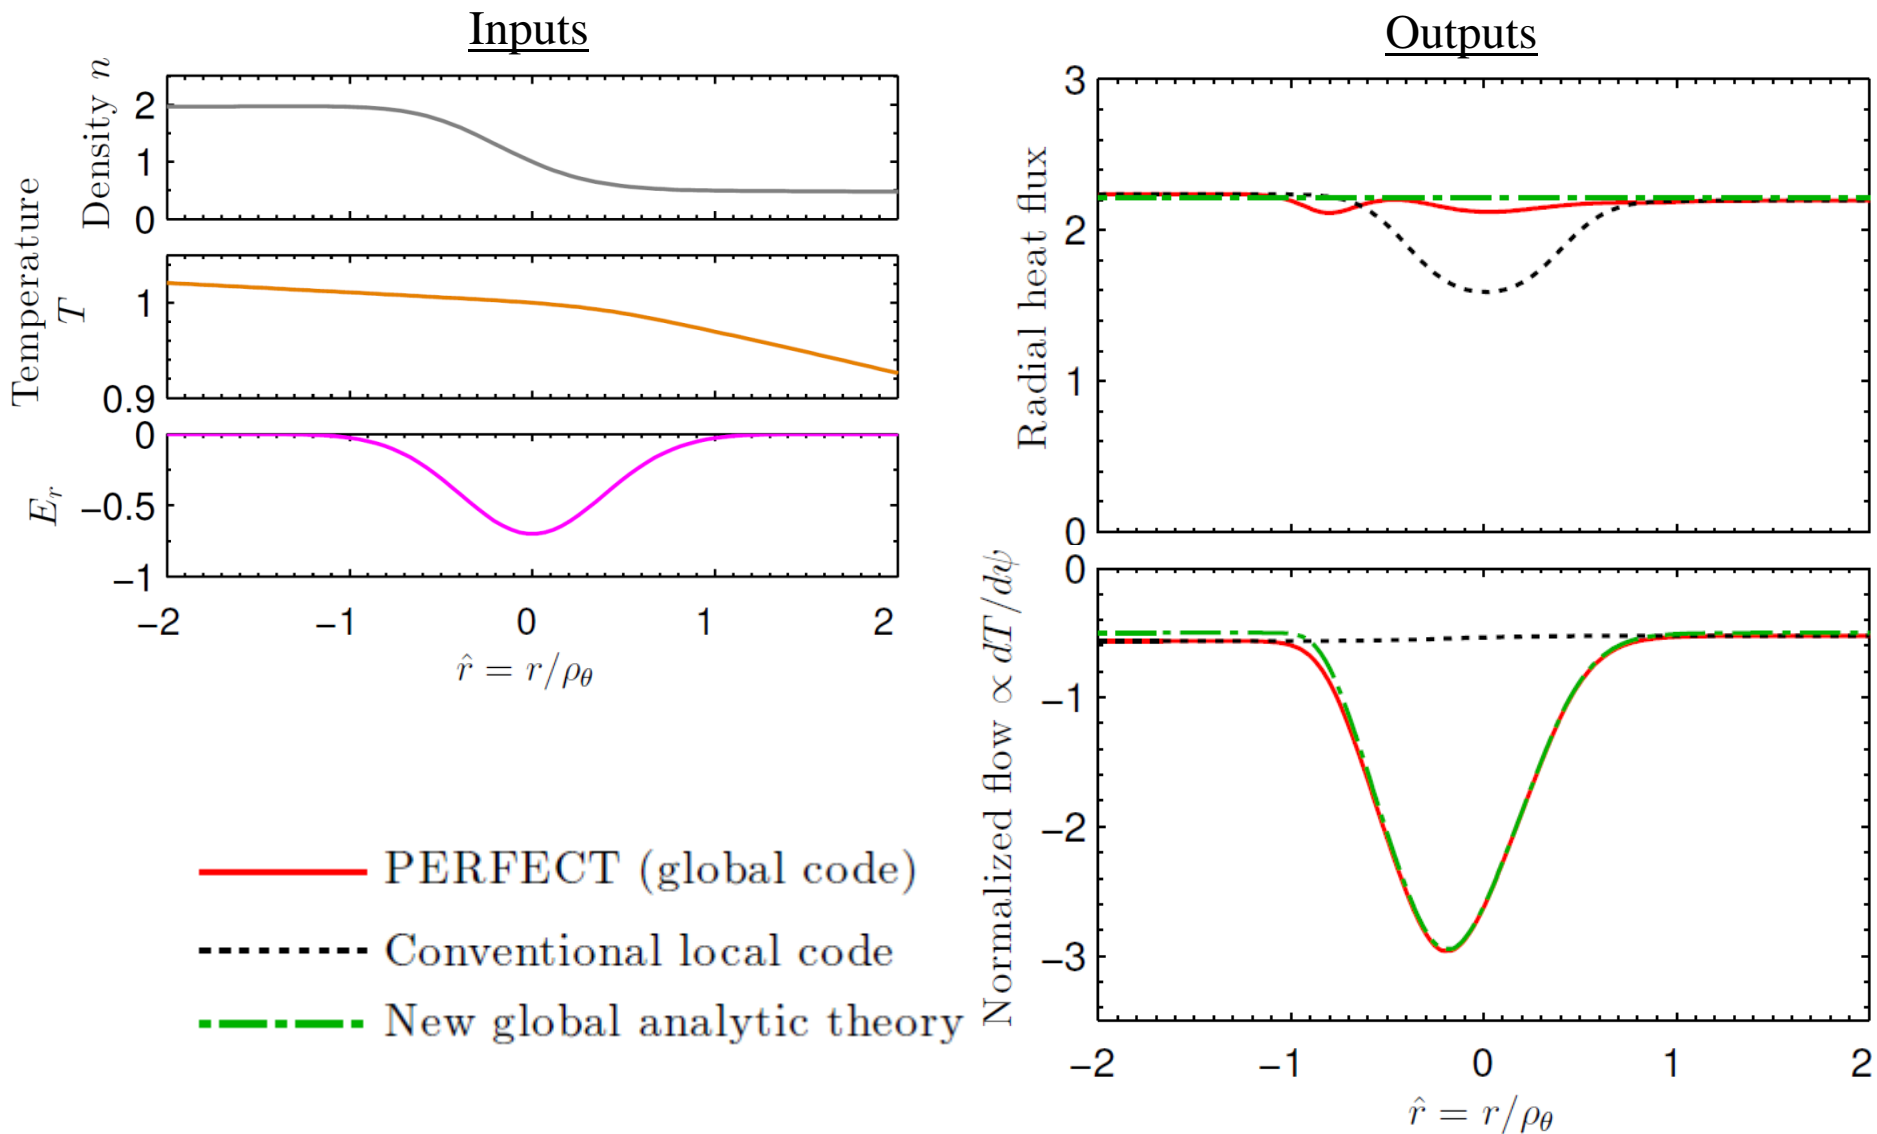 Inputs
Density n
2
1
0
Temperature
T
1
0.9
E_r
0
−0.5
−1
−2 −1 0 1 2
r̂ = r/ρ_θ
PERFECT (global code)
Conventional local code
New global analytic theory
Outputs
Radial heat flux
3
2
1
0
Normalized flow ∝ dT/dψ
0
−1
−2
−3
−2 −1 0 1 2
r̂ = r/ρ_θ